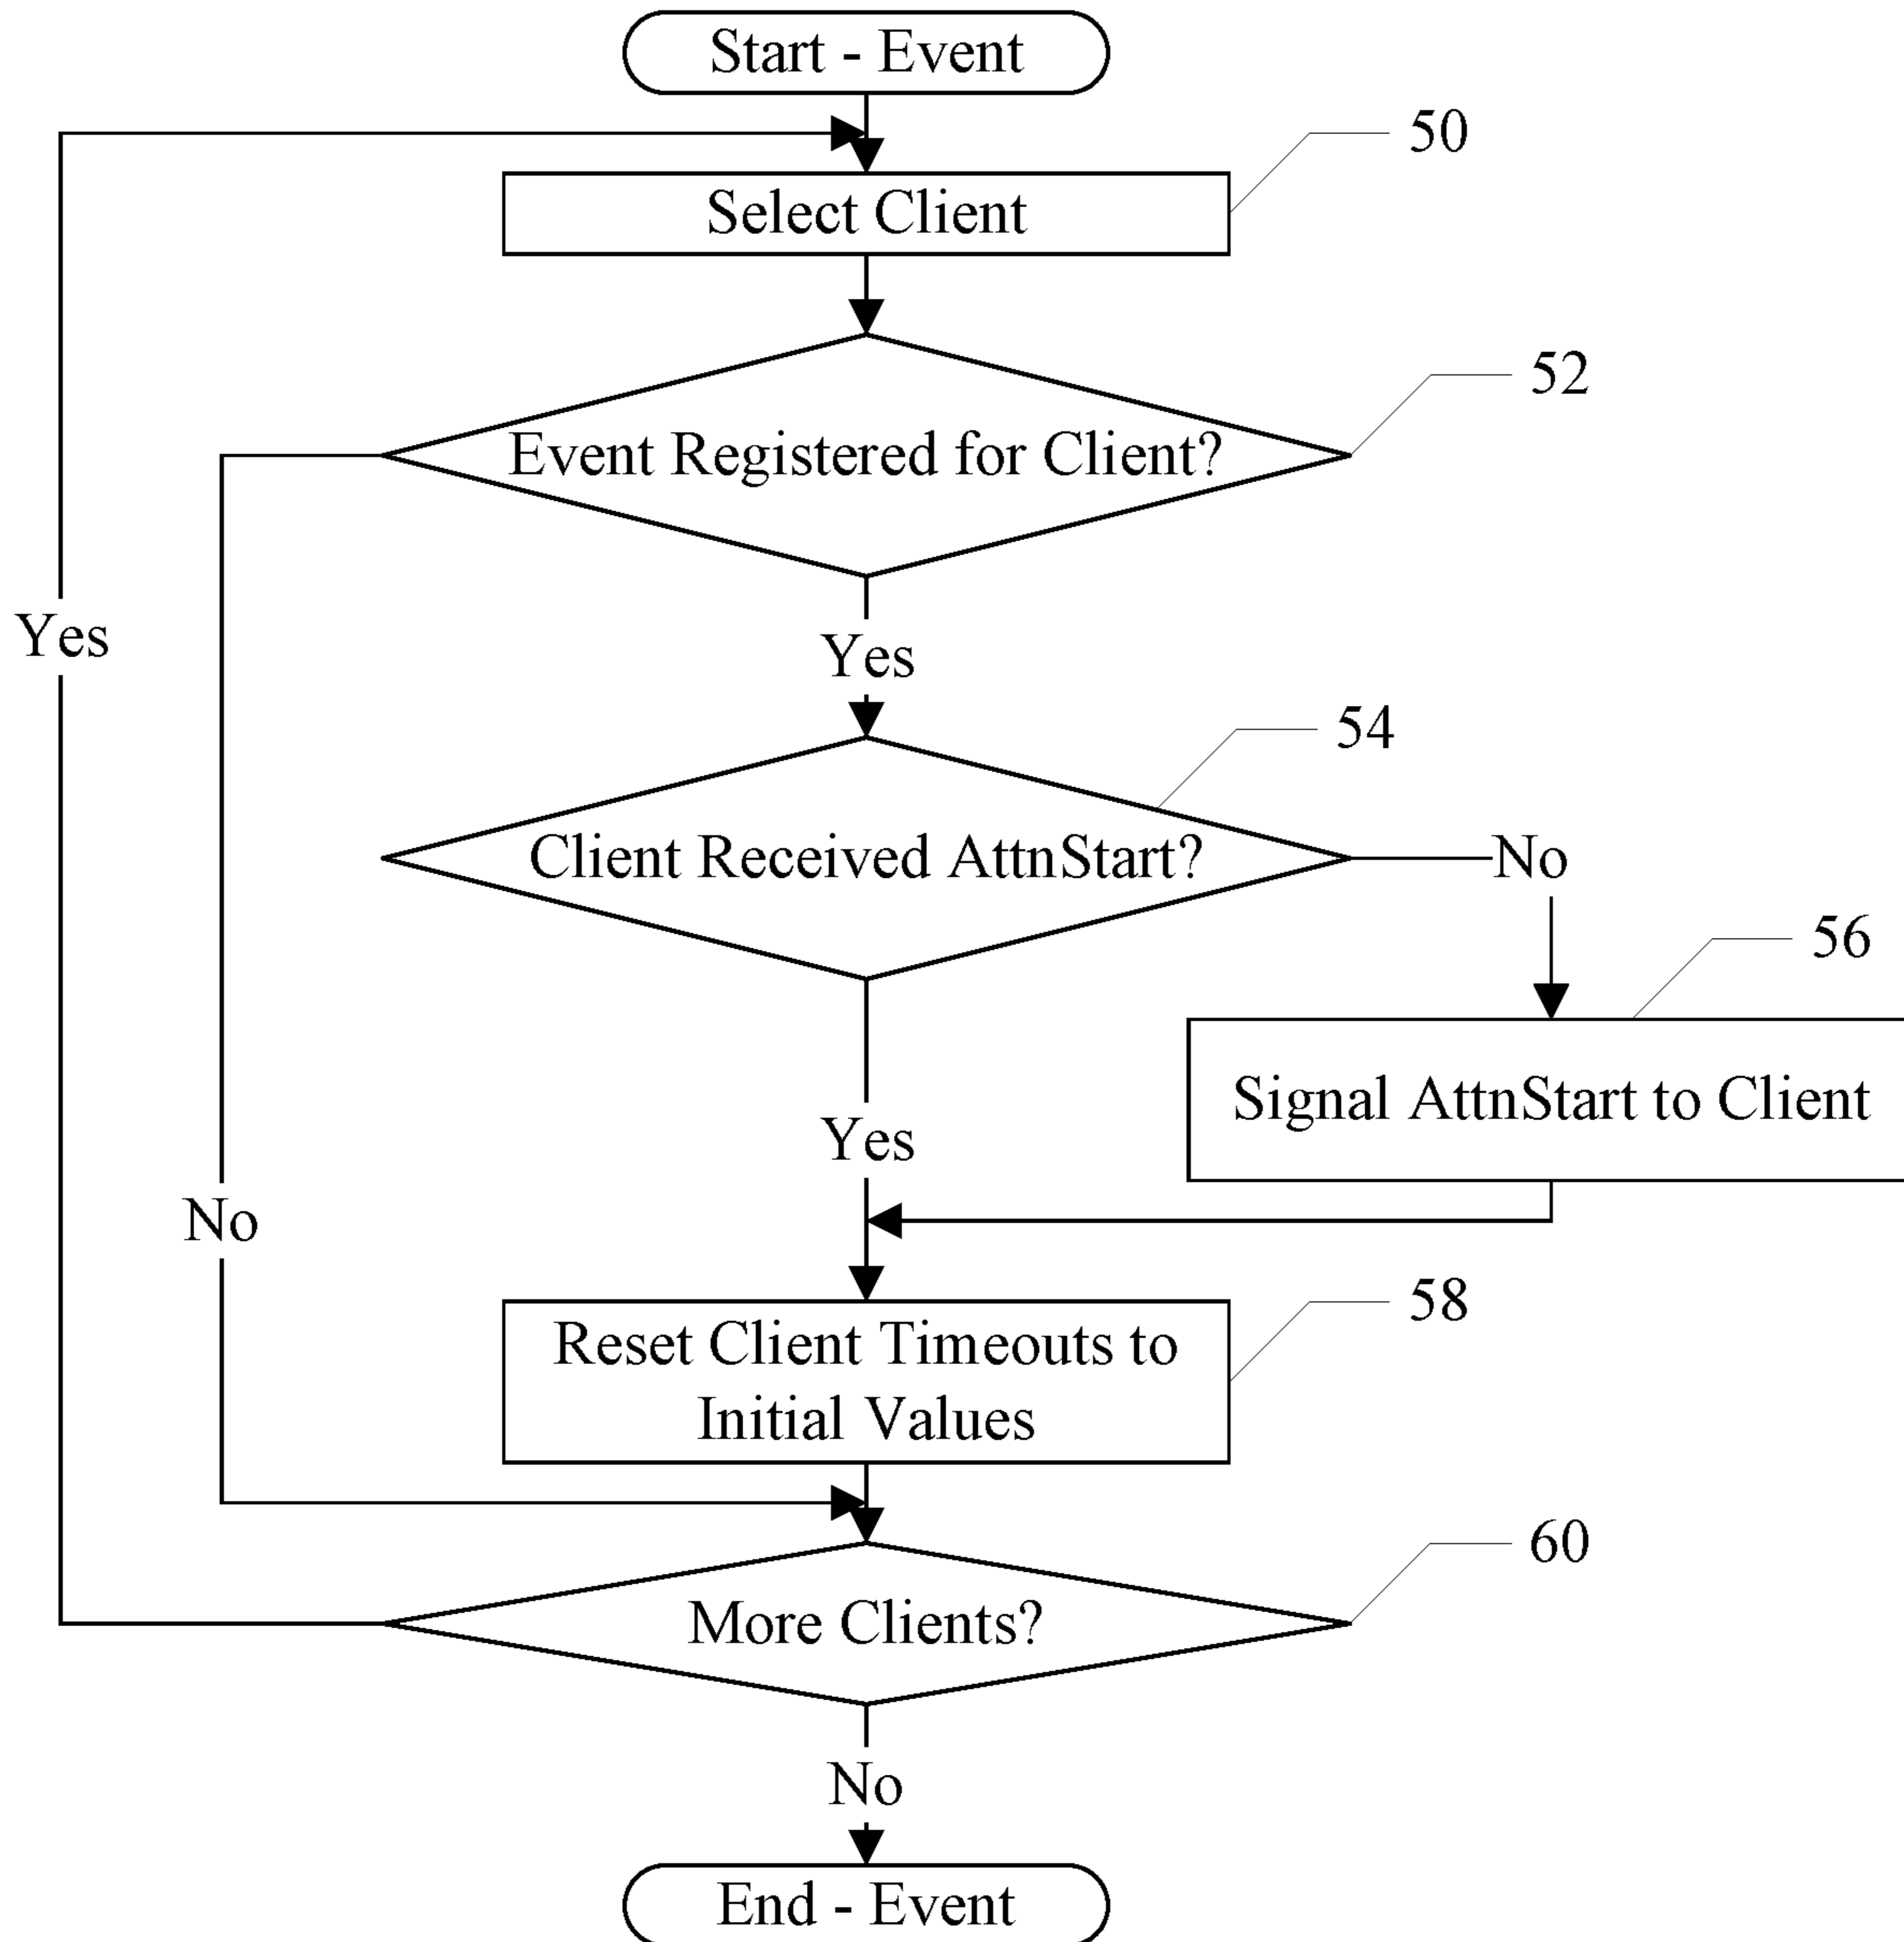 Start - Event
50
Select Client
52
Event Registered for Client?
Yes
Yes
54
Client Received AttnStart?
No
56
Signal AttnStart to Client
Yes
No
58
Reset Client Timeouts to
Initial Values
60
More Clients?
No
End - Event